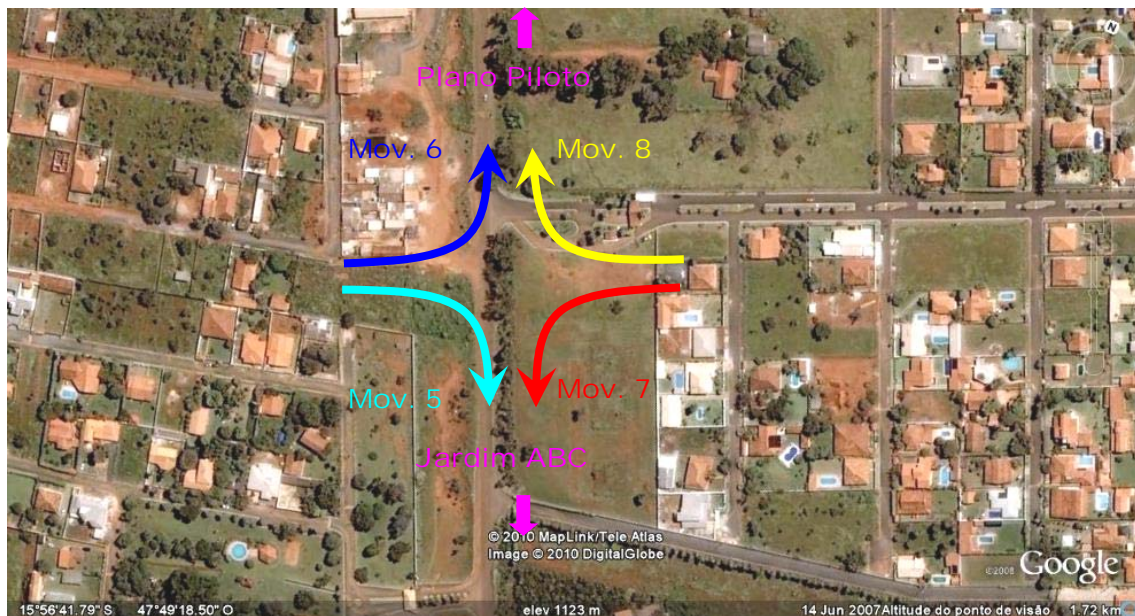 N
Plano Piloto
Mov. 6
Mov. 8
Mov. 5
Mov. 7
Jardim ABC
© 2010 MapLink/Tele Atlas
Image © 2010 DigitalGlobe
©2008 Google
15°56'41.79" S 47°49'18.50" O elev 1123 m 14 Jun 2007 Altitude do ponto de visão 1.72 km